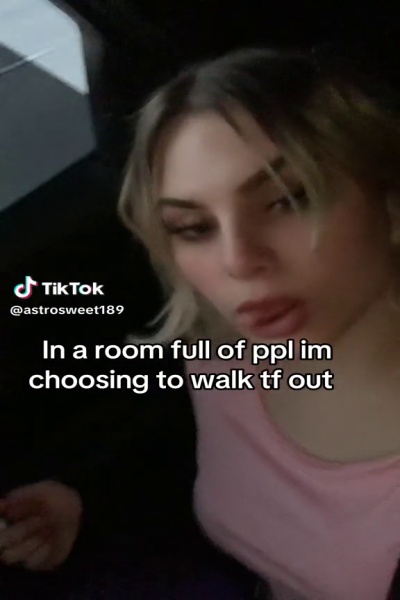 TikTok
@astrosweet189
In a room full of ppl im
choosing to walk tf out